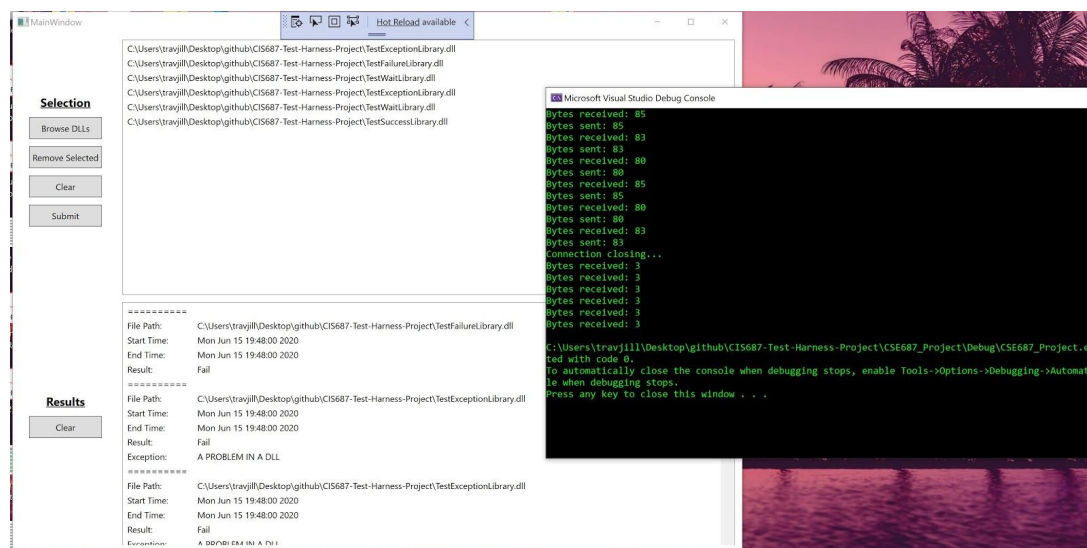 MainWindow
Hot Reload available
C:\Users\travjill\Desktop\github\CIS687-Test-Harness-Project\TestExceptionLibrary.dll
C:\Users\travjill\Desktop\github\CIS687-Test-Harness-Project\TestFailureLibrary.dll
C:\Users\travjill\Desktop\github\CIS687-Test-Harness-Project\TestWaitLibrary.dll
C:\Users\travjill\Desktop\github\CIS687-Test-Harness-Project\TestExceptionLibrary.dll
C:\Users\travjill\Desktop\github\CIS687-Test-Harness-Project\TestWaitLibrary.dll
C:\Users\travjill\Desktop\github\CIS687-Test-Harness-Project\TestSuccessLibrary.dll
Selection
Browse DLLs
Remove Selected
Clear
Submit
==========
File Path: C:\Users\travjill\Desktop\github\CIS687-Test-Harness-Project\TestFailureLibrary.dll
Start Time: Mon Jun 15 19:48:00 2020
End Time: Mon Jun 15 19:48:00 2020
Result: Fail
==========
File Path: C:\Users\travjill\Desktop\github\CIS687-Test-Harness-Project\TestExceptionLibrary.dll
Start Time: Mon Jun 15 19:48:00 2020
End Time: Mon Jun 15 19:48:00 2020
Result: Fail
Exception: A PROBLEM IN A DLL
==========
File Path: C:\Users\travjill\Desktop\github\CIS687-Test-Harness-Project\TestExceptionLibrary.dll
Start Time: Mon Jun 15 19:48:00 2020
End Time: Mon Jun 15 19:48:00 2020
Result: Fail
Exception: A PROBLEM IN A DLL
Results
Clear
Microsoft Visual Studio Debug Console
Bytes received: 85
Bytes sent: 85
Bytes received: 83
Bytes sent: 83
Bytes received: 80
Bytes sent: 80
Bytes received: 85
Bytes sent: 85
Bytes received: 80
Bytes sent: 80
Bytes received: 83
Bytes sent: 83
Connection closing...
Bytes received: 3
Bytes received: 3
Bytes received: 3
Bytes received: 3
Bytes received: 3
Bytes received: 3
C:\Users\travjill\Desktop\github\CIS687-Test-Harness-Project\CSE687_Project\Debug\CSE687_Project.e
ted with code 0.
To automatically close the console when debugging stops, enable Tools->Options->Debugging->Automat
le when debugging stops.
Press any key to close this window . . .